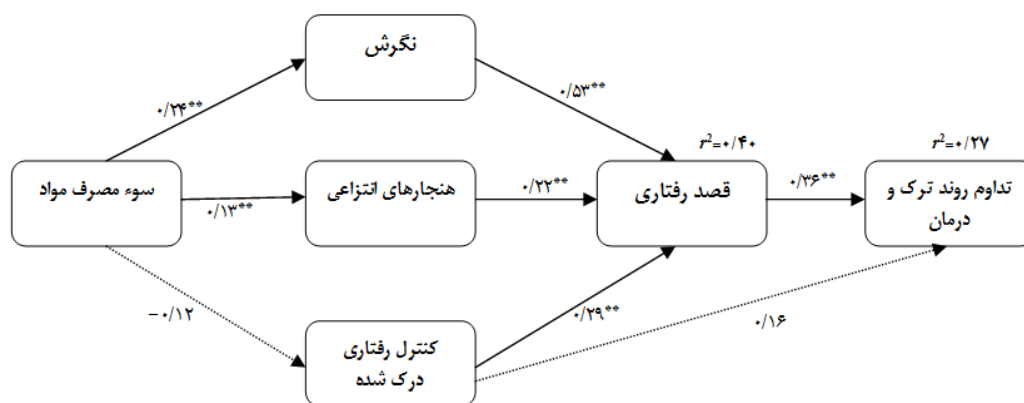 نگرش
۰/۲۴**
۰/۵۳**
r²=۰/۴۰
r²=۰/۲۷
سوء مصرف مواد
۰/۱۳**
هنجارهای انتزاعی
۰/۲۲**
قصد رفتاری
۰/۳۶**
تداوم روند ترک و
درمان
-۰/۱۲
کنترل رفتاری
درک شده
۰/۲۹**
۰/۱۶